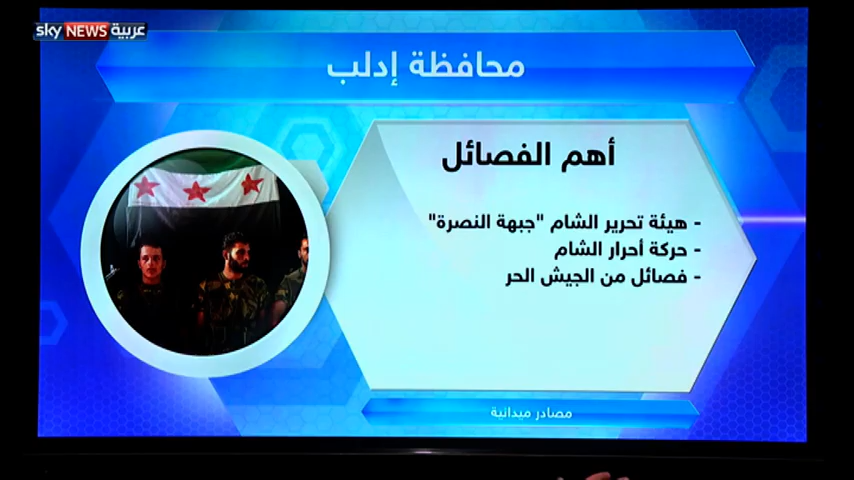 sky NEWS عربية
محافظة إدلب
أهم الفصائل
- هيئة تحرير الشام "جبهة النصرة"
- حركة أحرار الشام
- فصائل من الجيش الحر
مصادر ميدانية